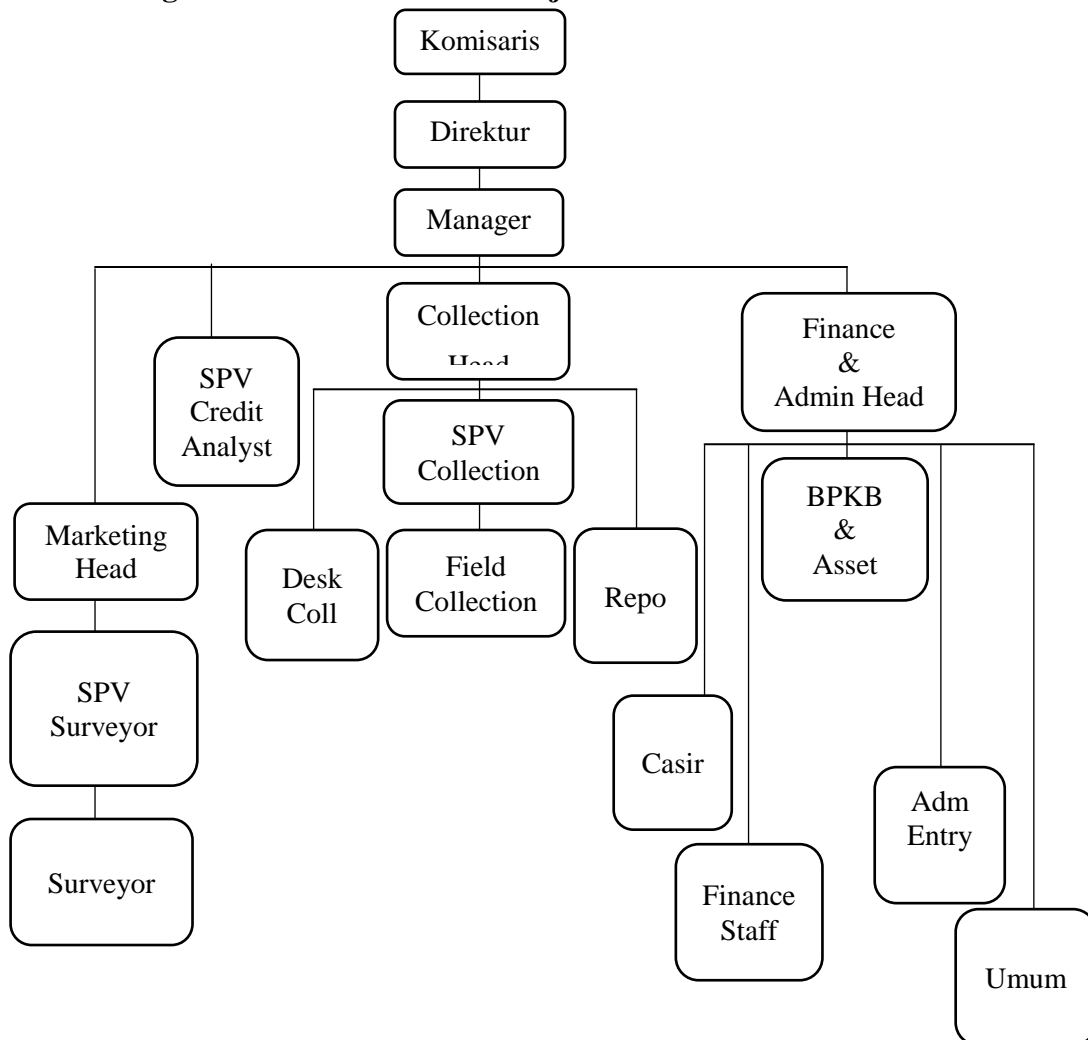 Komisaris
Direktur
Manager
Collection
Head
Finance
&
Admin Head
SPV
Credit
Analyst
SPV
Collection
BPKB
&
Asset
Marketing
Head
Desk
Coll
Field
Collection
Repo
SPV
Surveyor
Casir
Adm
Entry
Surveyor
Finance
Staff
Umum